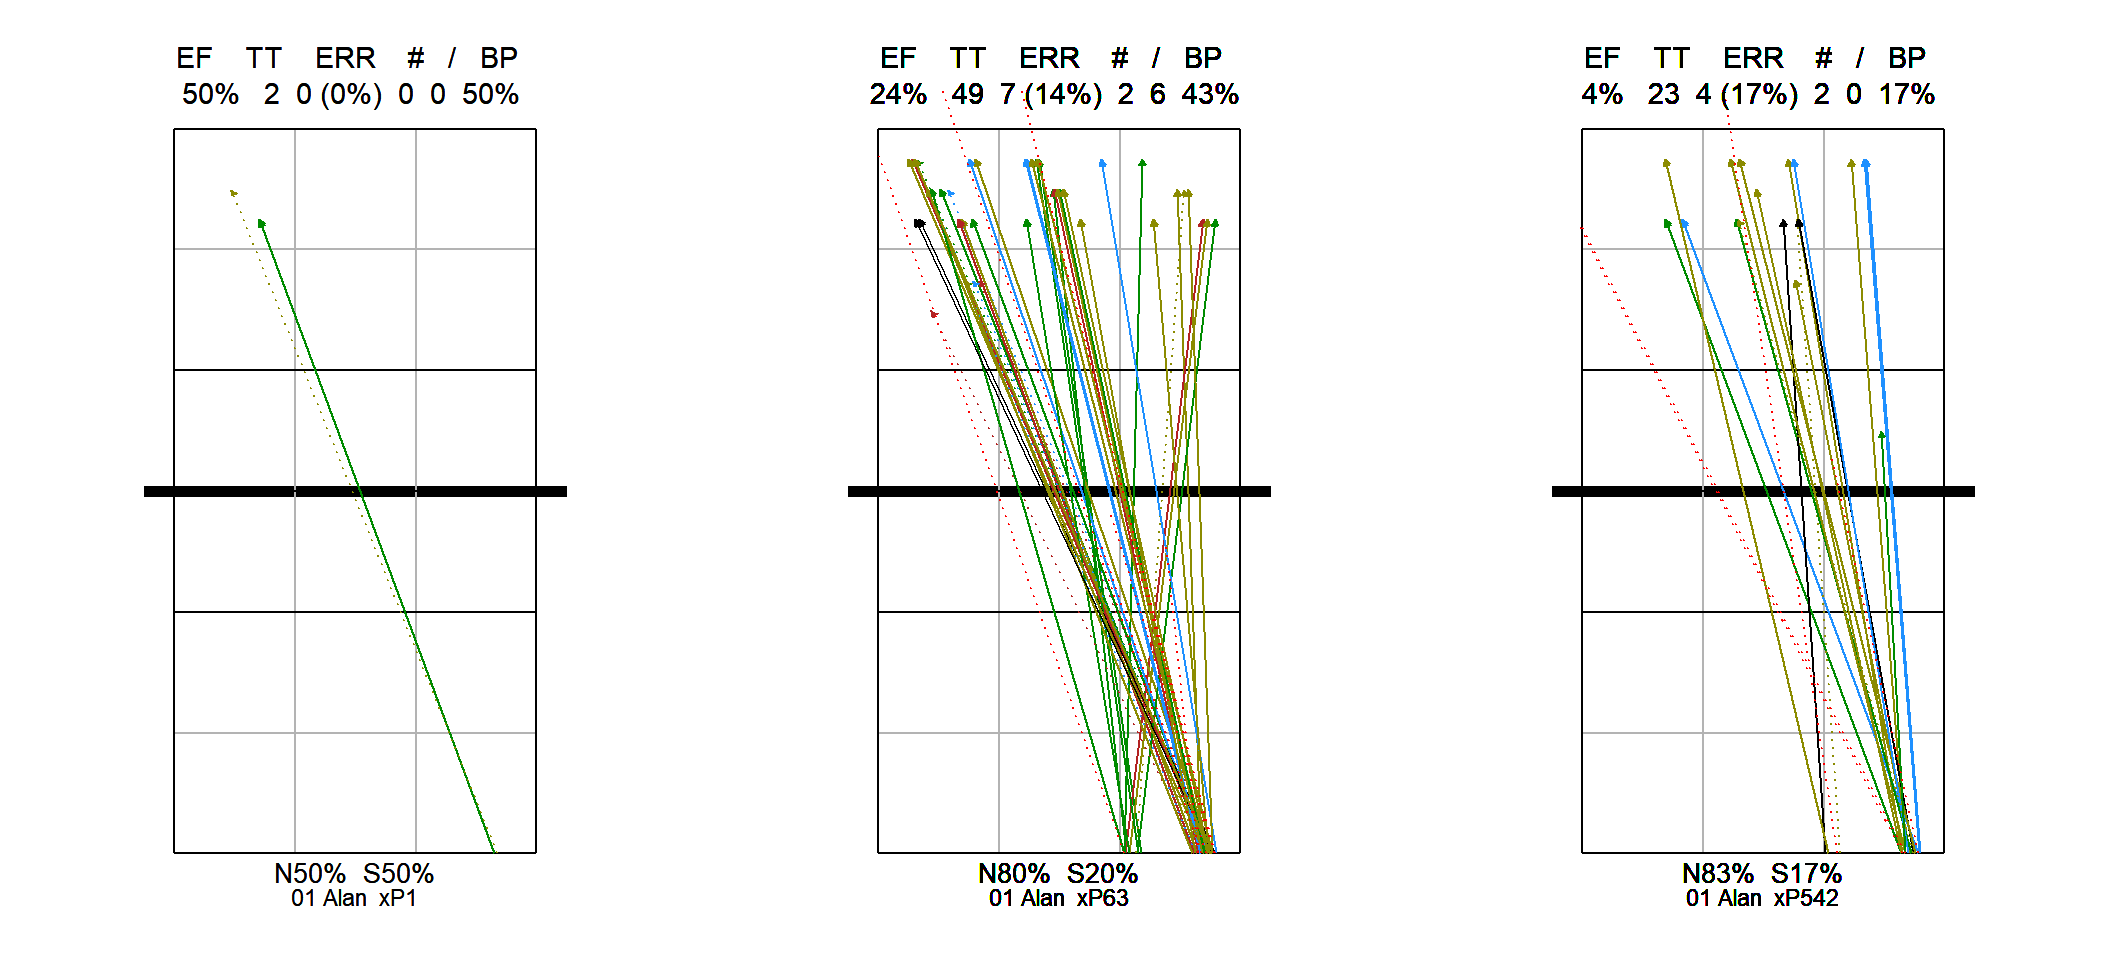 EF TT ERR # / BP
50% 2 0 (0%) 0 0 50%
N50% S50%
01 Alan xP1
EF TT ERR # / BP
24% 49 7 (14%) 2 6 43%
N80% S20%
01 Alan xP63
EF TT ERR # / BP
4% 23 4 (17%) 2 0 17%
N83% S17%
01 Alan xP542